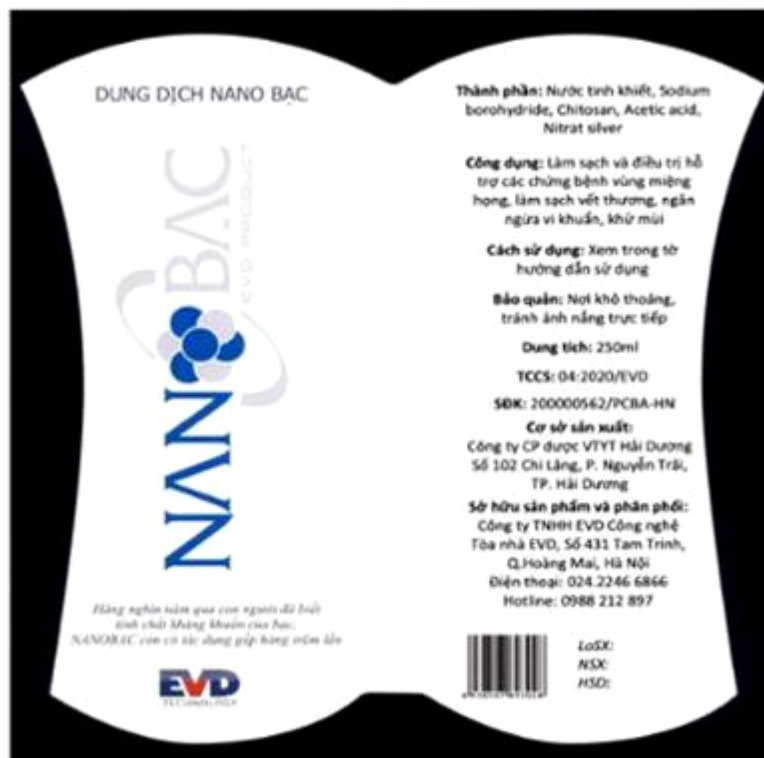 DUNG DỊCH NANO BẠC
NANOBAC
EVD PRODUCT
Hàng nghìn năm qua con người đã biết
tính chất kháng khuẩn của bạc.
NANOBAC còn có tác dụng gấp hàng trăm lần
EVD
TECHNOLOGY
Thành phần: Nước tinh khiết, Sodium
borohydride, Chitosan, Acetic acid,
Nitrat silver
Công dụng: Làm sạch và điều trị hỗ
trợ các chứng bệnh vùng miệng
họng, làm sạch vết thương, ngăn
ngừa vi khuẩn, khử mùi
Cách sử dụng: Xem trong tờ
hướng dẫn sử dụng
Bảo quản: Nơi khô thoáng,
tránh ánh nắng trực tiếp
Dung tích: 250ml
TCCS: 04:2020/EVD
SĐK: 200000562/PCBA-HN
Cơ sở sản xuất:
Công ty CP dược VTYT Hải Dương
Số 102 Chi Lăng, P. Nguyễn Trãi,
TP. Hải Dương
Sở hữu sản phẩm và phân phối:
Công ty TNHH EVD Công nghệ
Tòa nhà EVD, Số 431 Tam Trinh,
Q.Hoàng Mai, Hà Nội
Điện thoại: 024.2246 6866
Hotline: 0988 212 897
LôSX:
NSX:
HSD: